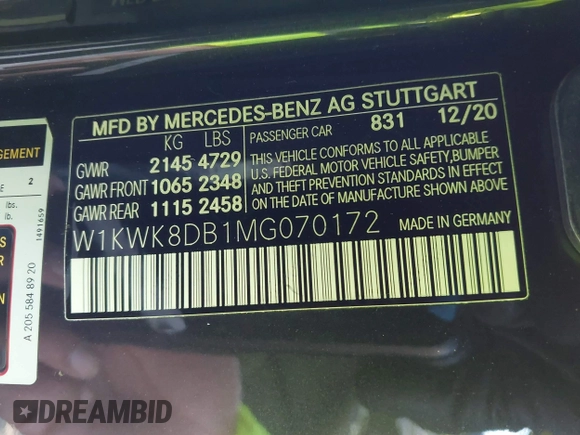 MFD BY MERCEDES-BENZ AG STUTTGART
KG LBS
PASSENGER CAR 831 12/20
GVWR 2145 4729
GAWR FRONT 1065 2348
GAWR REAR 1115 2458
THIS VEHICLE CONFORMS TO ALL APPLICABLE
U.S. FEDERAL MOTOR VEHICLE SAFETY, BUMPER
AND THEFT PREVENTION STANDARDS IN EFFECT
ON THE DATE OF MANUFACTURE SHOWN ABOVE.
W1KWK8DB1MG070172
MADE IN GERMANY
2
1491659
A 205 584 89 20
DREAMBID